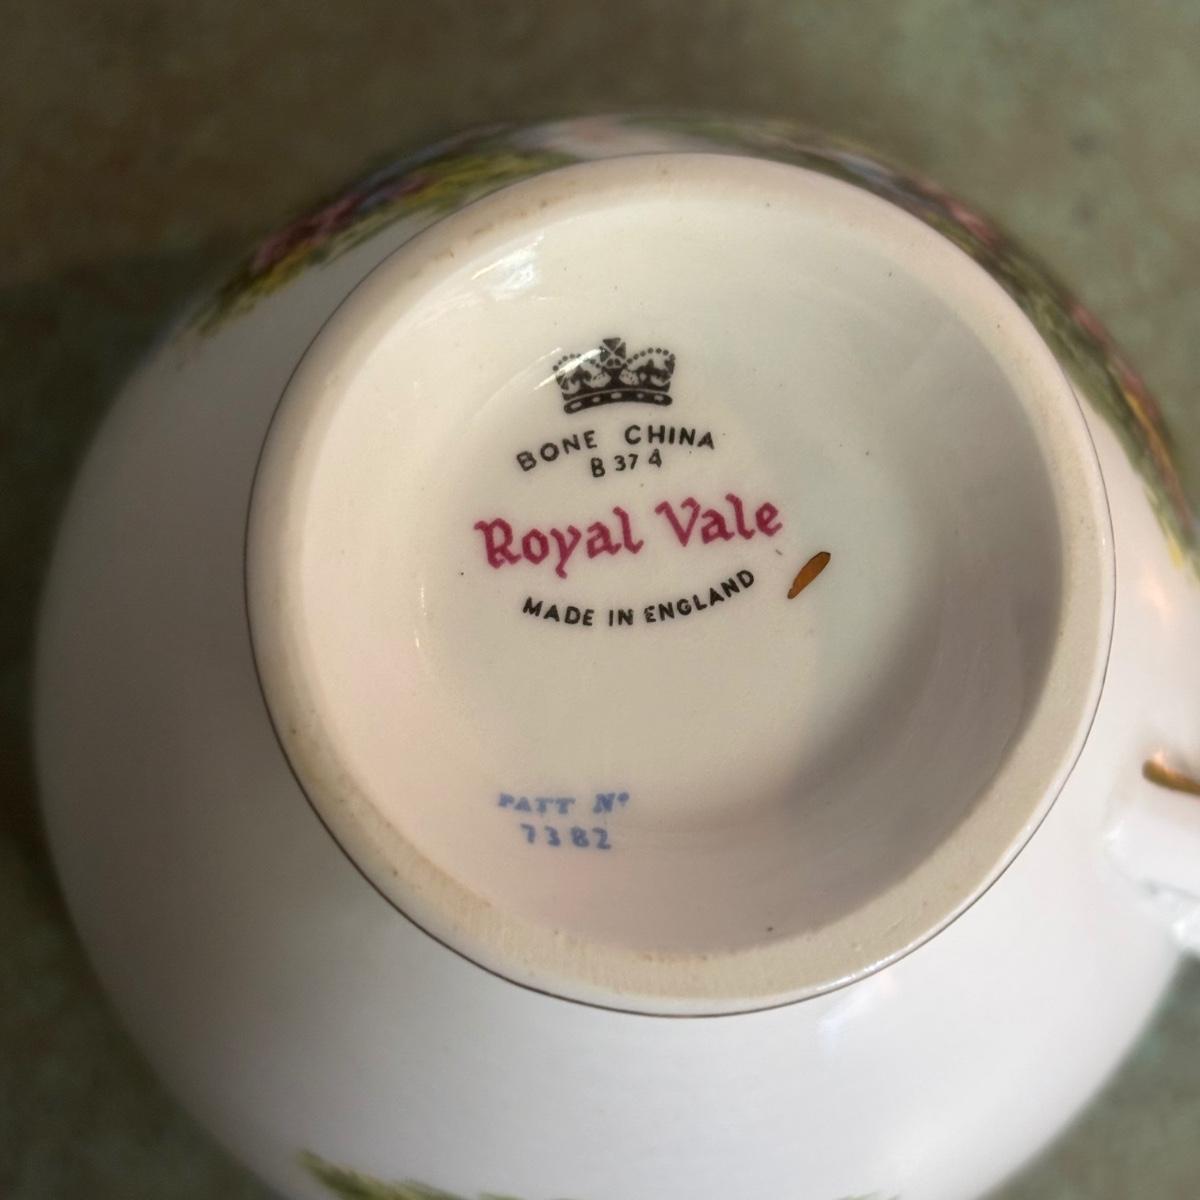 BONE CHINA
B 37 4
Royal Vale
MADE IN ENGLAND
PATT Nº
7382